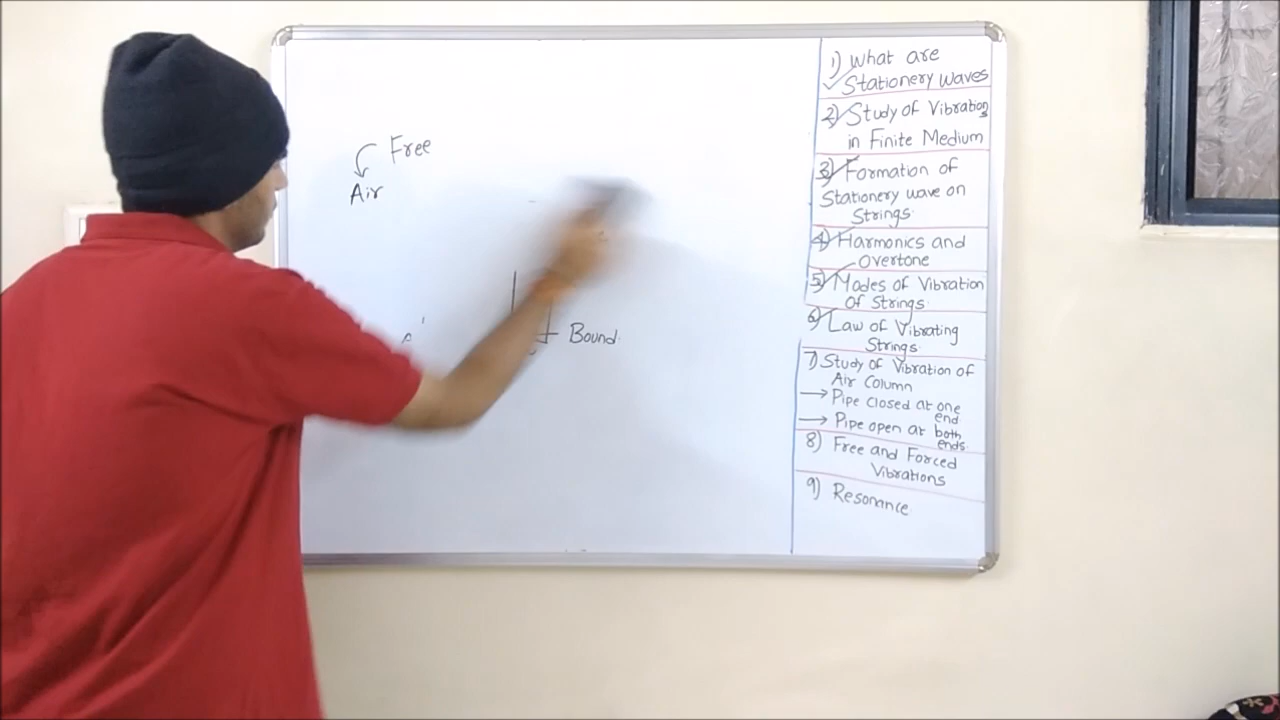 Free
Air
Bound
1) What are
Stationery waves
2) Study of Vibrations
in Finite Medium
3) Formation of
Stationery wave on
Strings.
4) Harmonics and
Overtone
5) Modes of Vibration
of Strings.
6) Law of Vibrating
Strings.
7) Study of Vibration of
Air Column
→ Pipe closed at one
end
→ Pipe open at both
ends.
8) Free and Forced
Vibrations
9) Resonance